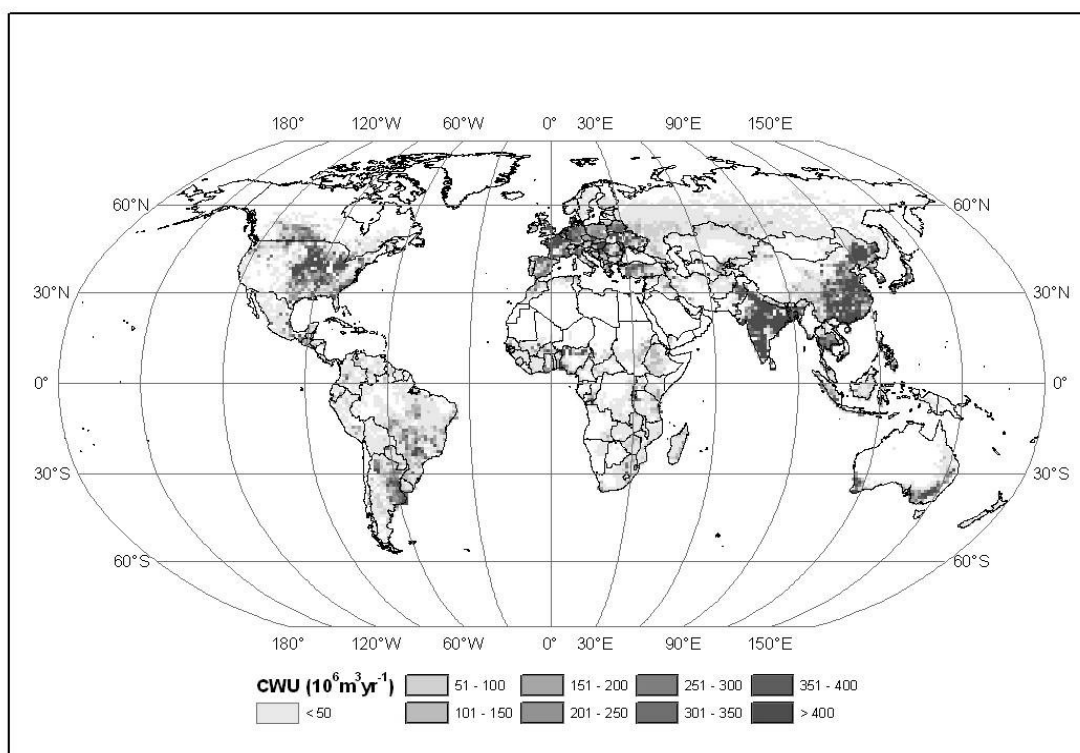 180° 120°W 60°W 0° 30°E 90°E 150°E
60°N 60°N
30°N 30°N
0° 0°
30°S 30°S
60°S 60°S
180° 120°W 60°W 0° 30°E 90°E 150°E
CWU (10⁶m³yr⁻¹) 51 - 100 151 - 200 251 - 300 351 - 400
< 50 101 - 150 201 - 250 301 - 350 > 400